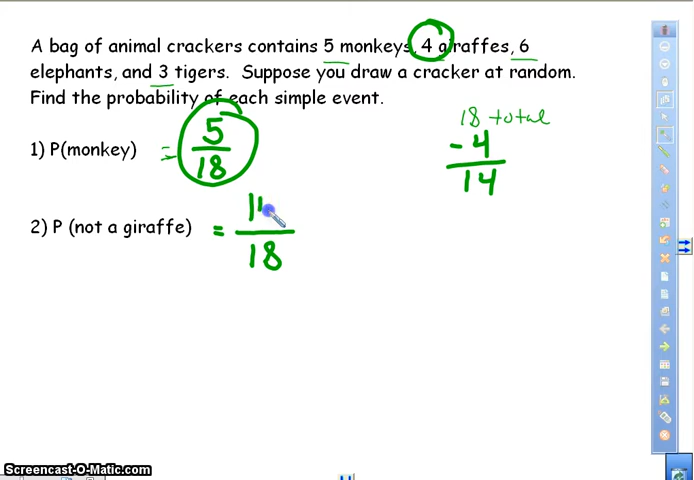 A bag of animal crackers contains 5 monkeys, 4 giraffes, 6
elephants, and 3 tigers. Suppose you draw a cracker at random.
Find the probability of each simple event.
18 total
- 4
14
1) P(monkey) = 5/18
2) P (not a giraffe) = 14/18
Screencast-O-Matic.com